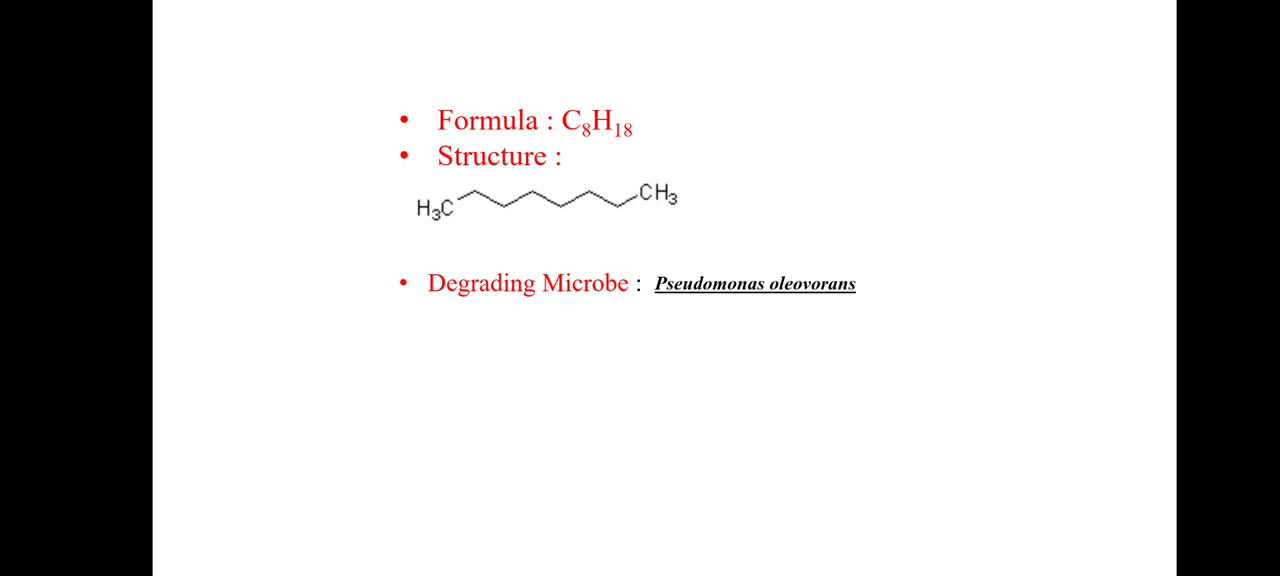 • Formula : C₈H₁₈
• Structure :
H₃C CH₃
• Degrading Microbe : Pseudomonas oleovorans